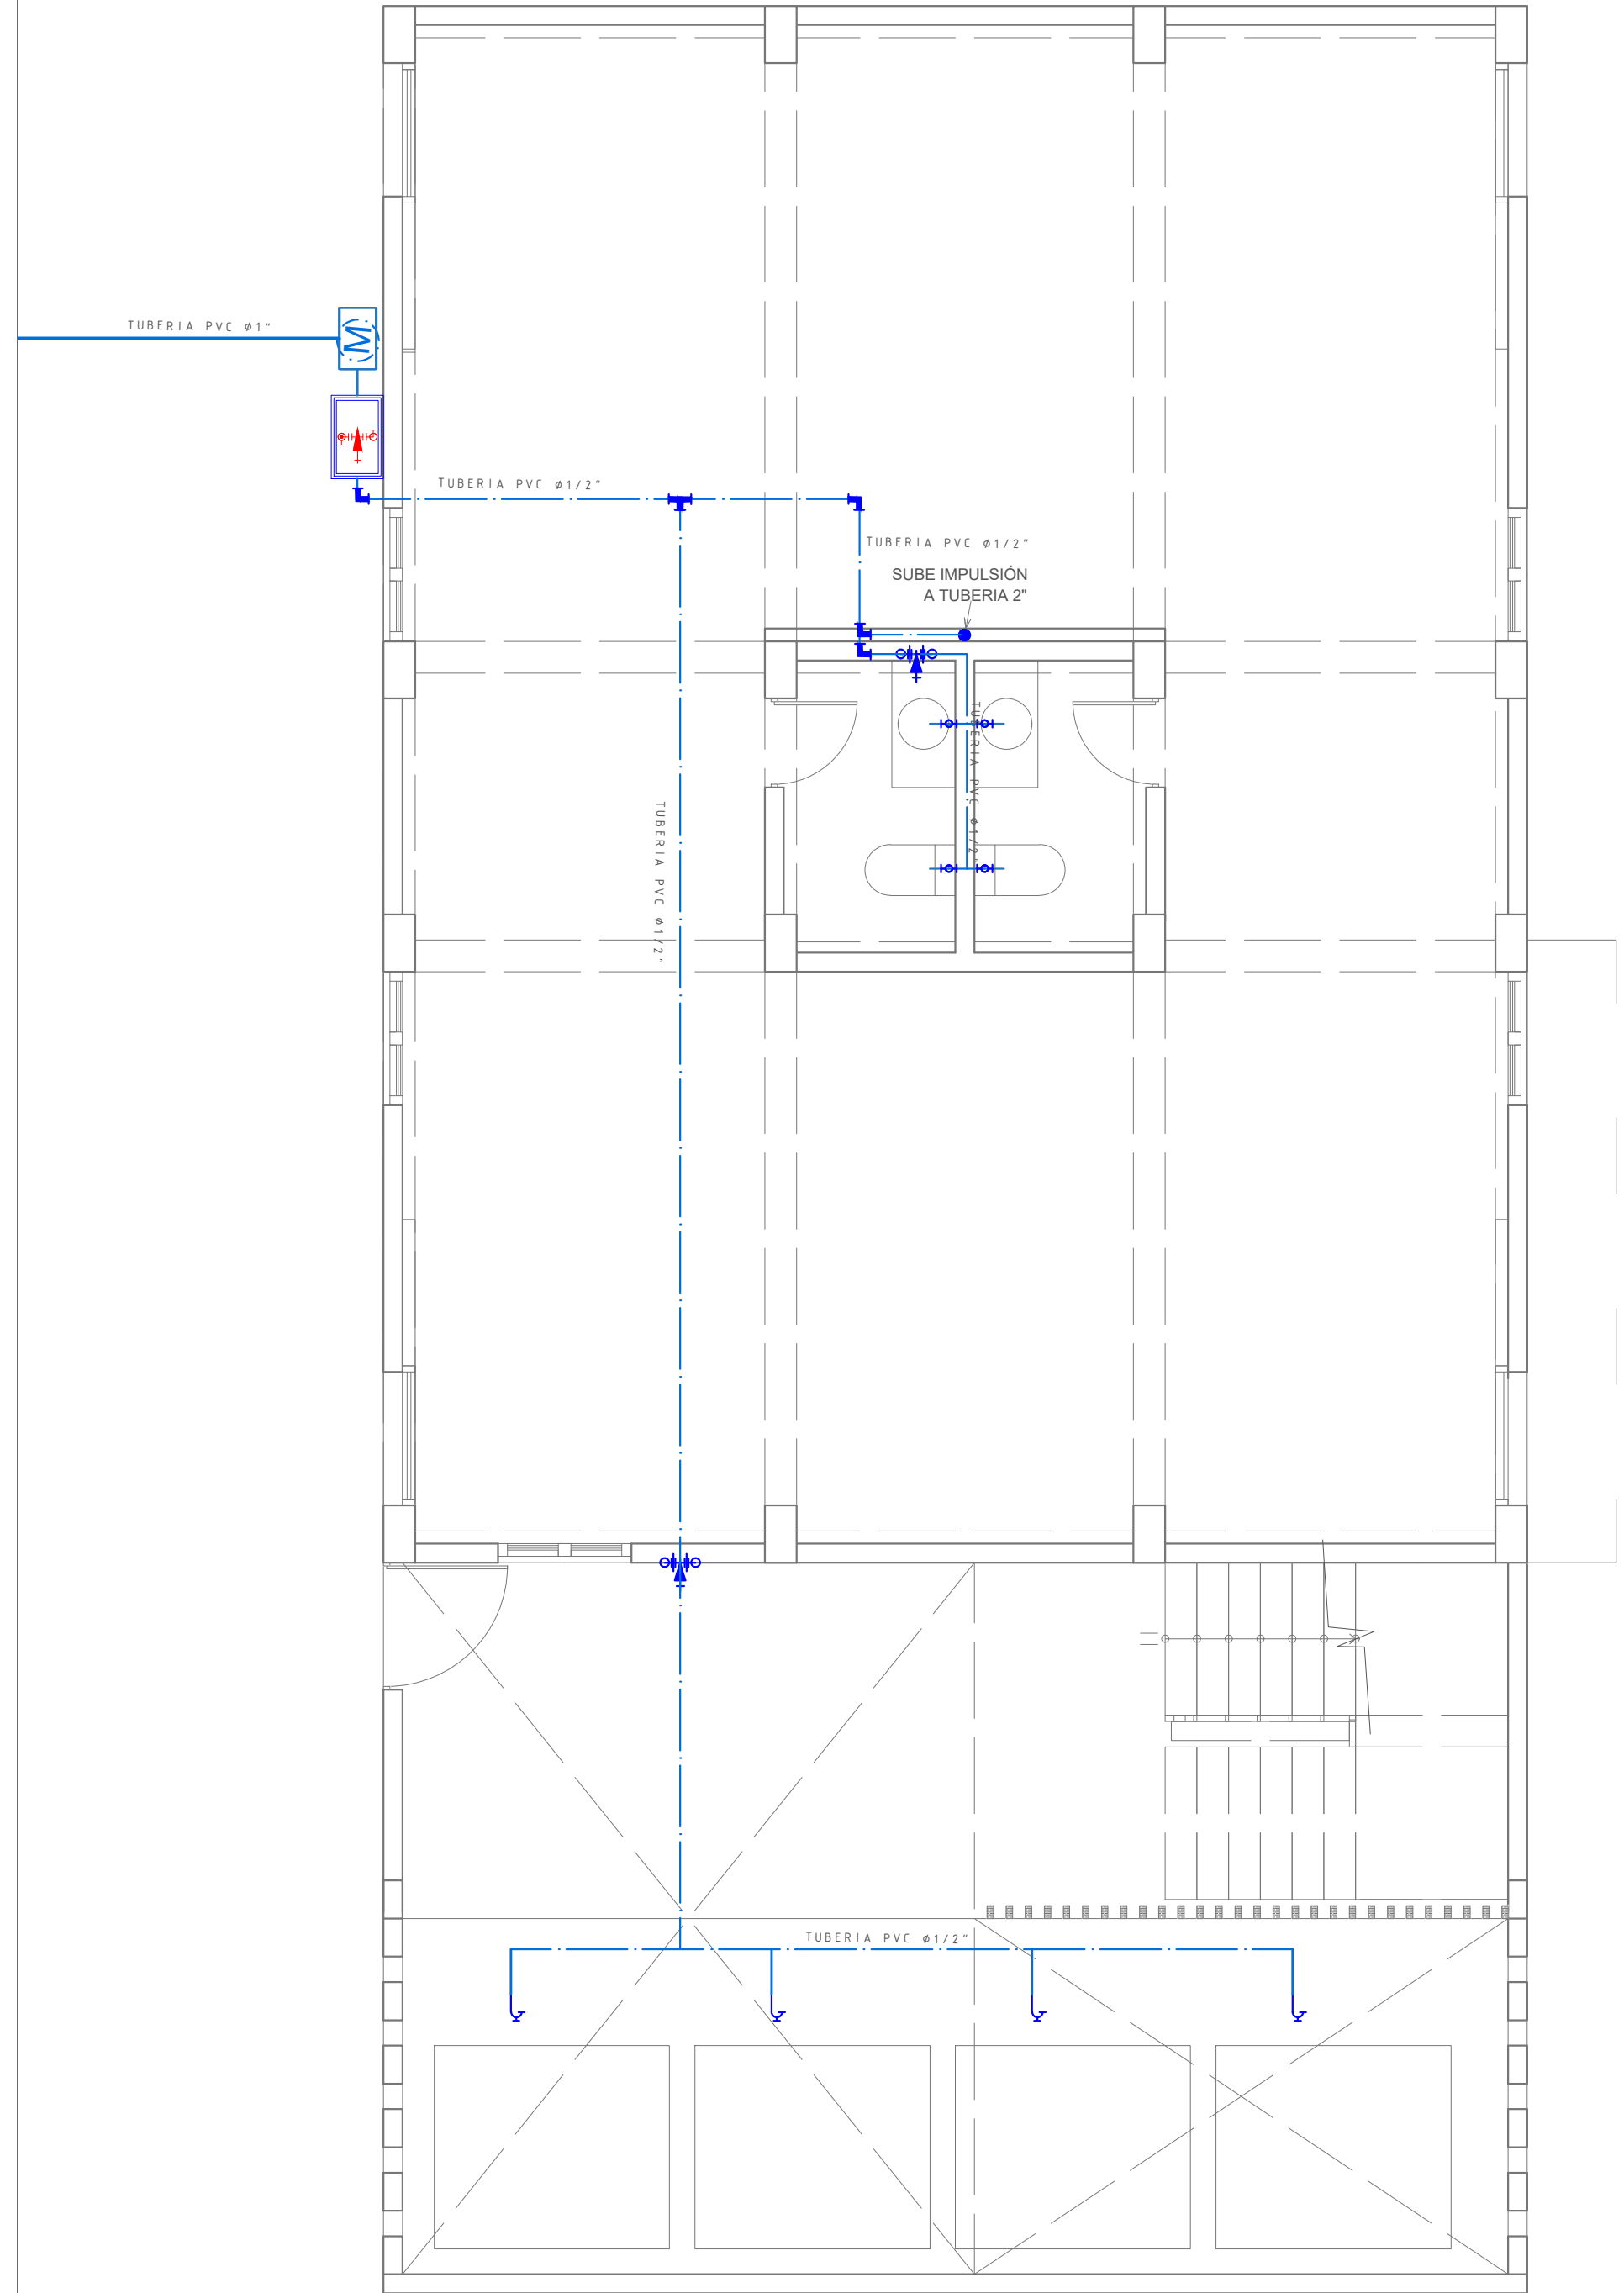 TUBERIA PVC ø1"
(M)
TUBERIA PVC ø1/2"
TUBERIA PVC ø1/2"
SUBE IMPULSIÓN
A TUBERIA 2"
TUBERIA PVC ø1/2"
TUBERIA PVC ø1/2"
TUBERIA PVC ø1/2"